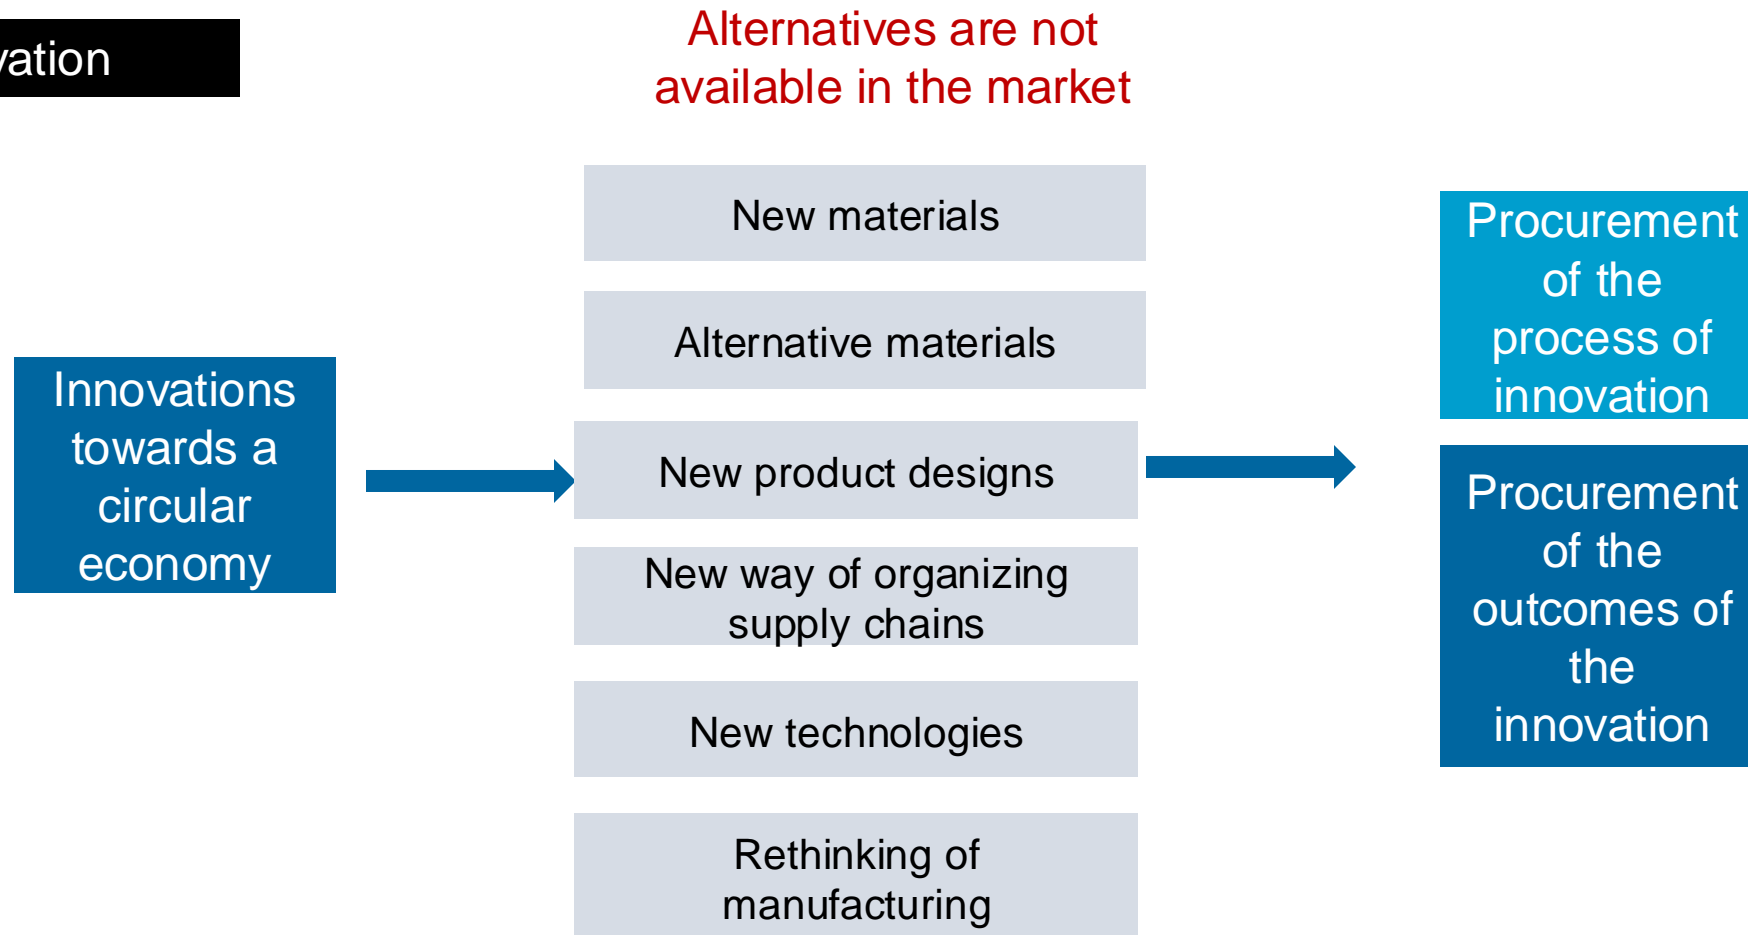 vation
Alternatives are not
available in the market
New materials
Alternative materials
New product designs
New way of organizing
supply chains
New technologies
Rethinking of
manufacturing
Innovations
towards a
circular
economy
Procurement
of the
process of
innovation
Procurement
of the
outcomes of
the
innovation